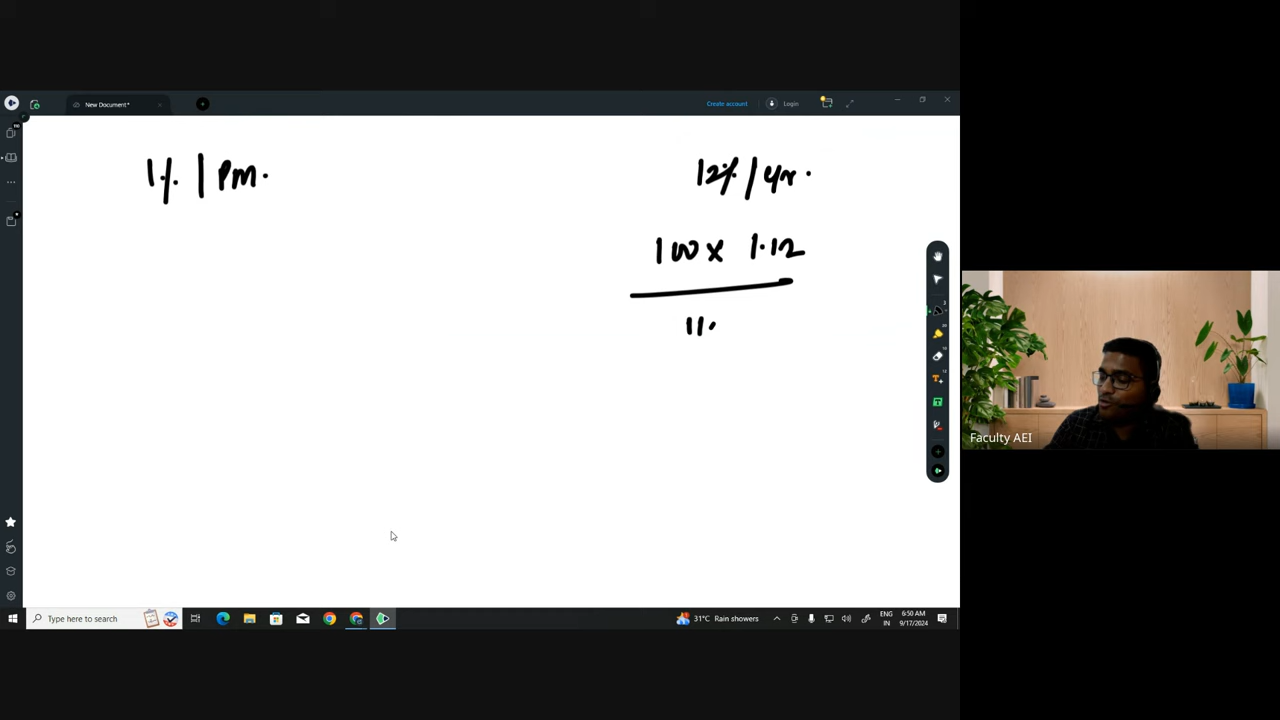 New Document*
Create account
Login
1% | Pm.
12% / yr.
100 x 1.12
11.
Faculty AEI
Type here to search
31°C Rain showers
ENG
IN
6:50 AM
9/17/2024